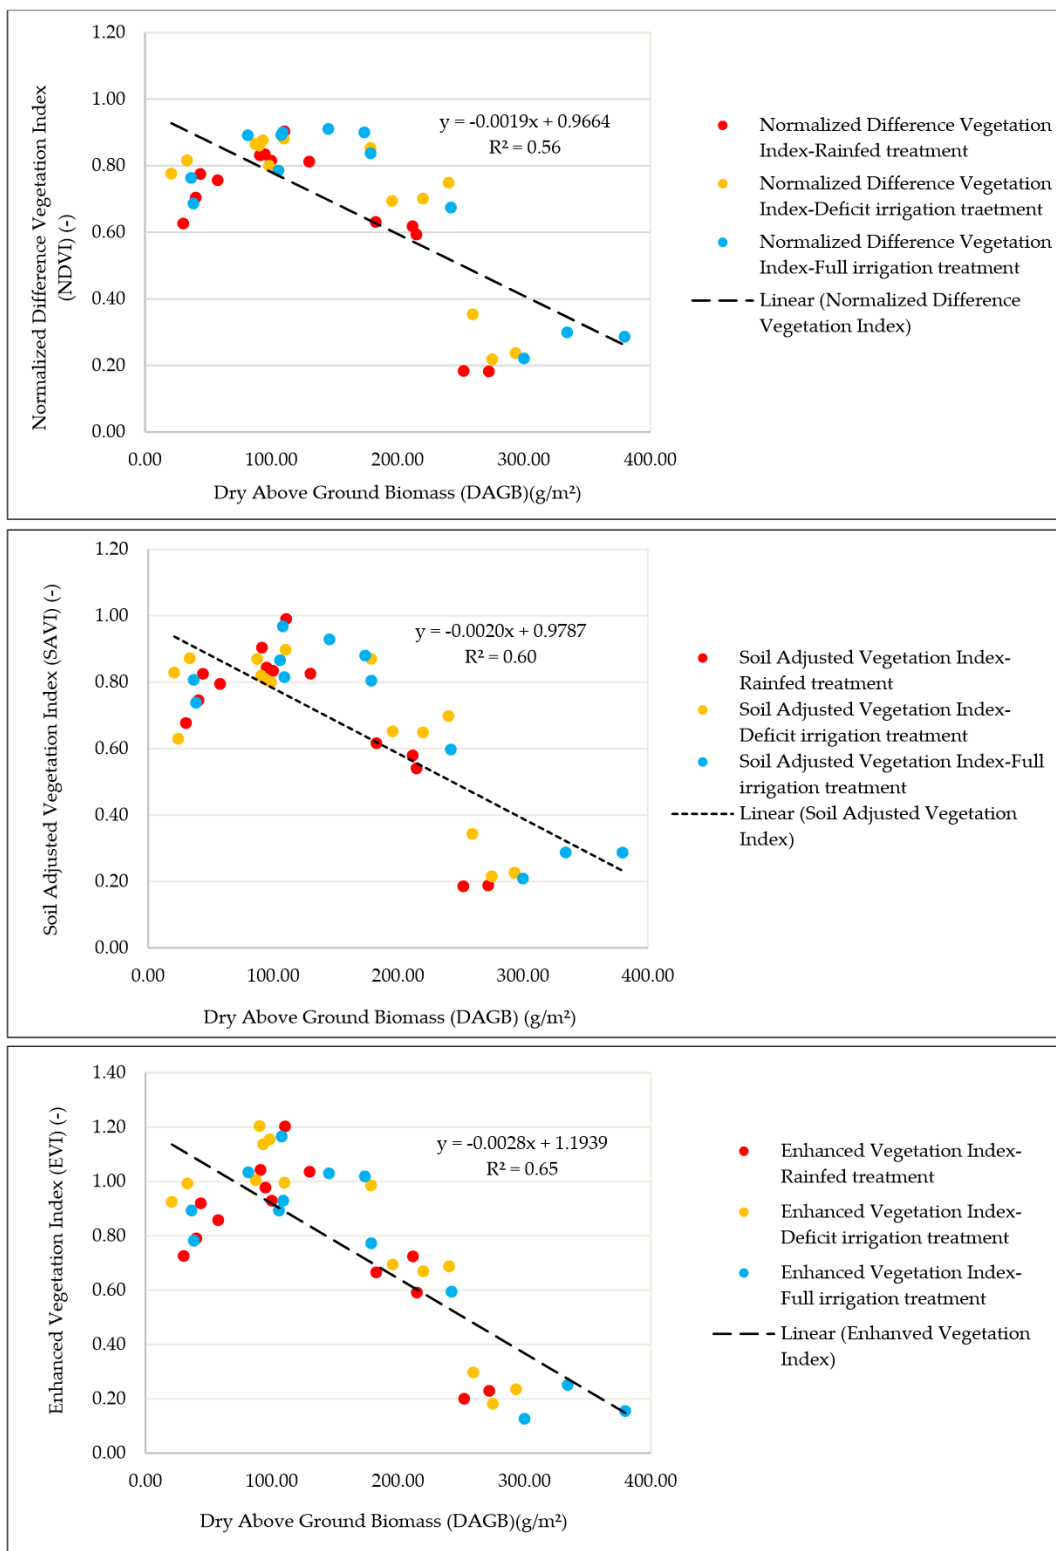 1.20
1.00
0.80
0.60
0.40
0.20
0.00
0.00 100.00 200.00 300.00 400.00
Normalized Difference Vegetation Index
(NDVI) (-)
Dry Above Ground Biomass (DAGB)(g/m²)
y = -0.0019x + 0.9664
R² = 0.56
Normalized Difference Vegetation
Index-Rainfed treatment
Normalized Difference Vegetation
Index-Deficit irrigation traetment
Normalized Difference Vegetation
Index-Full irrigation treatment
Linear (Normalized Difference
Vegetation Index)
1.20
1.00
0.80
0.60
0.40
0.20
0.00
0.00 100.00 200.00 300.00 400.00
Soil Adjusted Vegetation Index (SAVI) (-)
Dry Above Ground Biomass (DAGB) (g/m²)
y = -0.0020x + 0.9787
R² = 0.60
Soil Adjusted Vegetation Index-
Rainfed treatment
Soil Adjusted Vegetation Index-
Deficit irrigation treatment
Soil Adjusted Vegetation Index-Full
irrigation treatment
Linear (Soil Adjusted Vegetation
Index)
1.40
1.20
1.00
0.80
0.60
0.40
0.20
0.00
0.00 100.00 200.00 300.00 400.00
Enhanced Vegetation Index (EVI) (-)
Dry Above Ground Biomass (DAGB)(g/m²)
y = -0.0028x + 1.1939
R² = 0.65
Enhanced Vegetation Index-
Rainfed treatment
Enhanced Vegetation Index-
Deficit irrigation treatment
Enhanced Vegetation Index-
Full irrigation treatment
Linear (Enhanved Vegetation
Index)